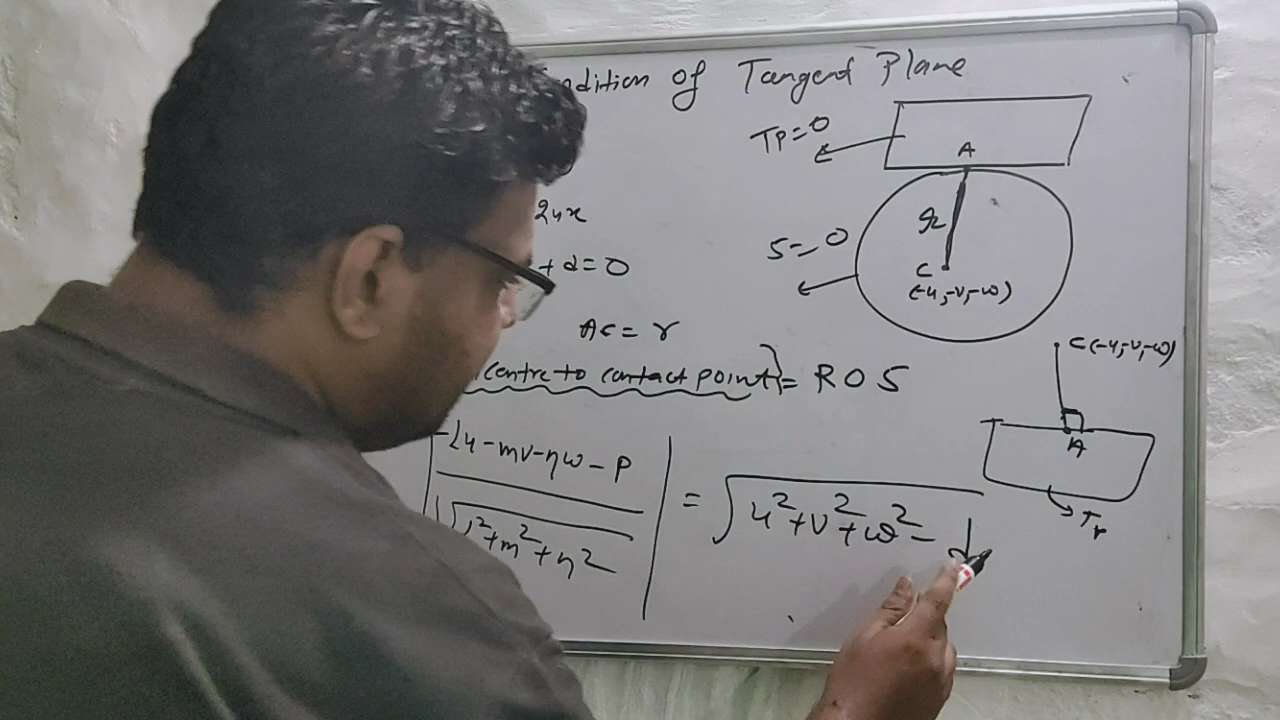 ndition of Tangent Plane
TP=0
A
2ux
S=0
r
C
(-u,-v,-w)
+d=0
AC=r
C(-u,-v,-w)
centre to contact point}=ROS
A
|-lu-mv-nw-p / √l²+m²+n²| = √u²+v²+w²-d